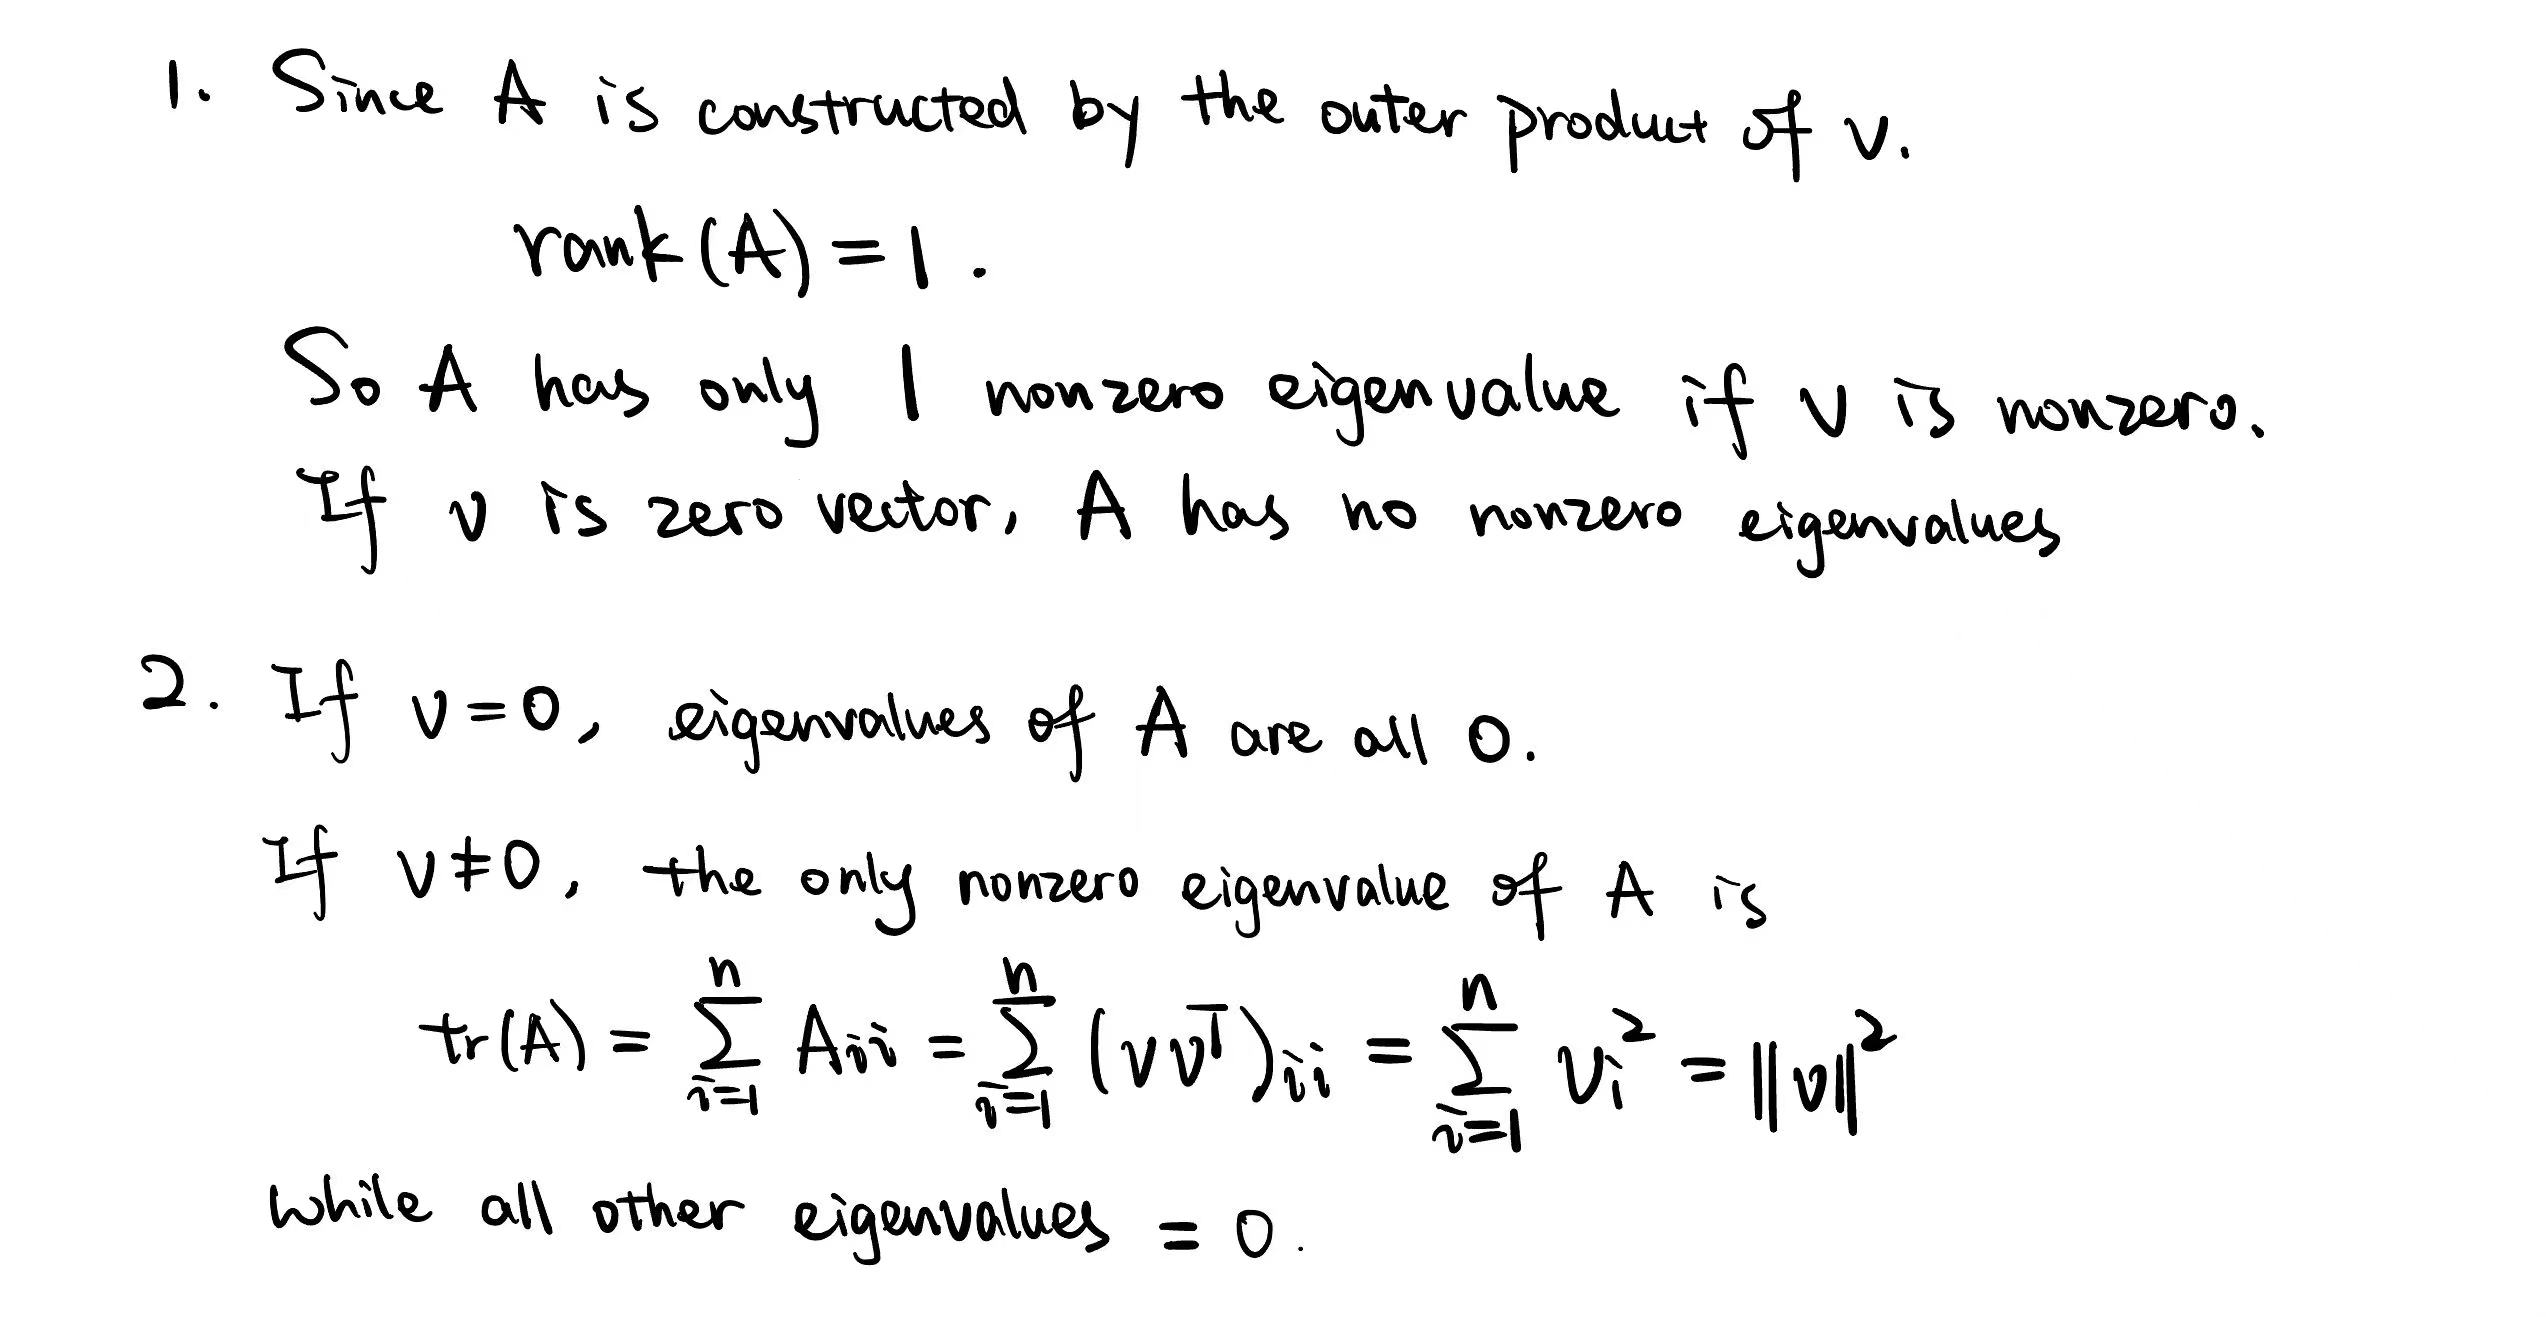 1. Since A is constructed by the outer product of v.
rank(A) = 1.
So A has only 1 nonzero eigenvalue if v is nonzero.
If v is zero vector, A has no nonzero eigenvalues
2. If v=0, eigenvalues of A are all 0.
If v≠0, the only nonzero eigenvalue of A is
tr(A) = \sum_{i=1}^{n} A_{ii} = \sum_{i=1}^{n} (vv^T)_{ii} = \sum_{i=1}^{n} v_i^2 = \|v\|^2
while all other eigenvalues = 0.